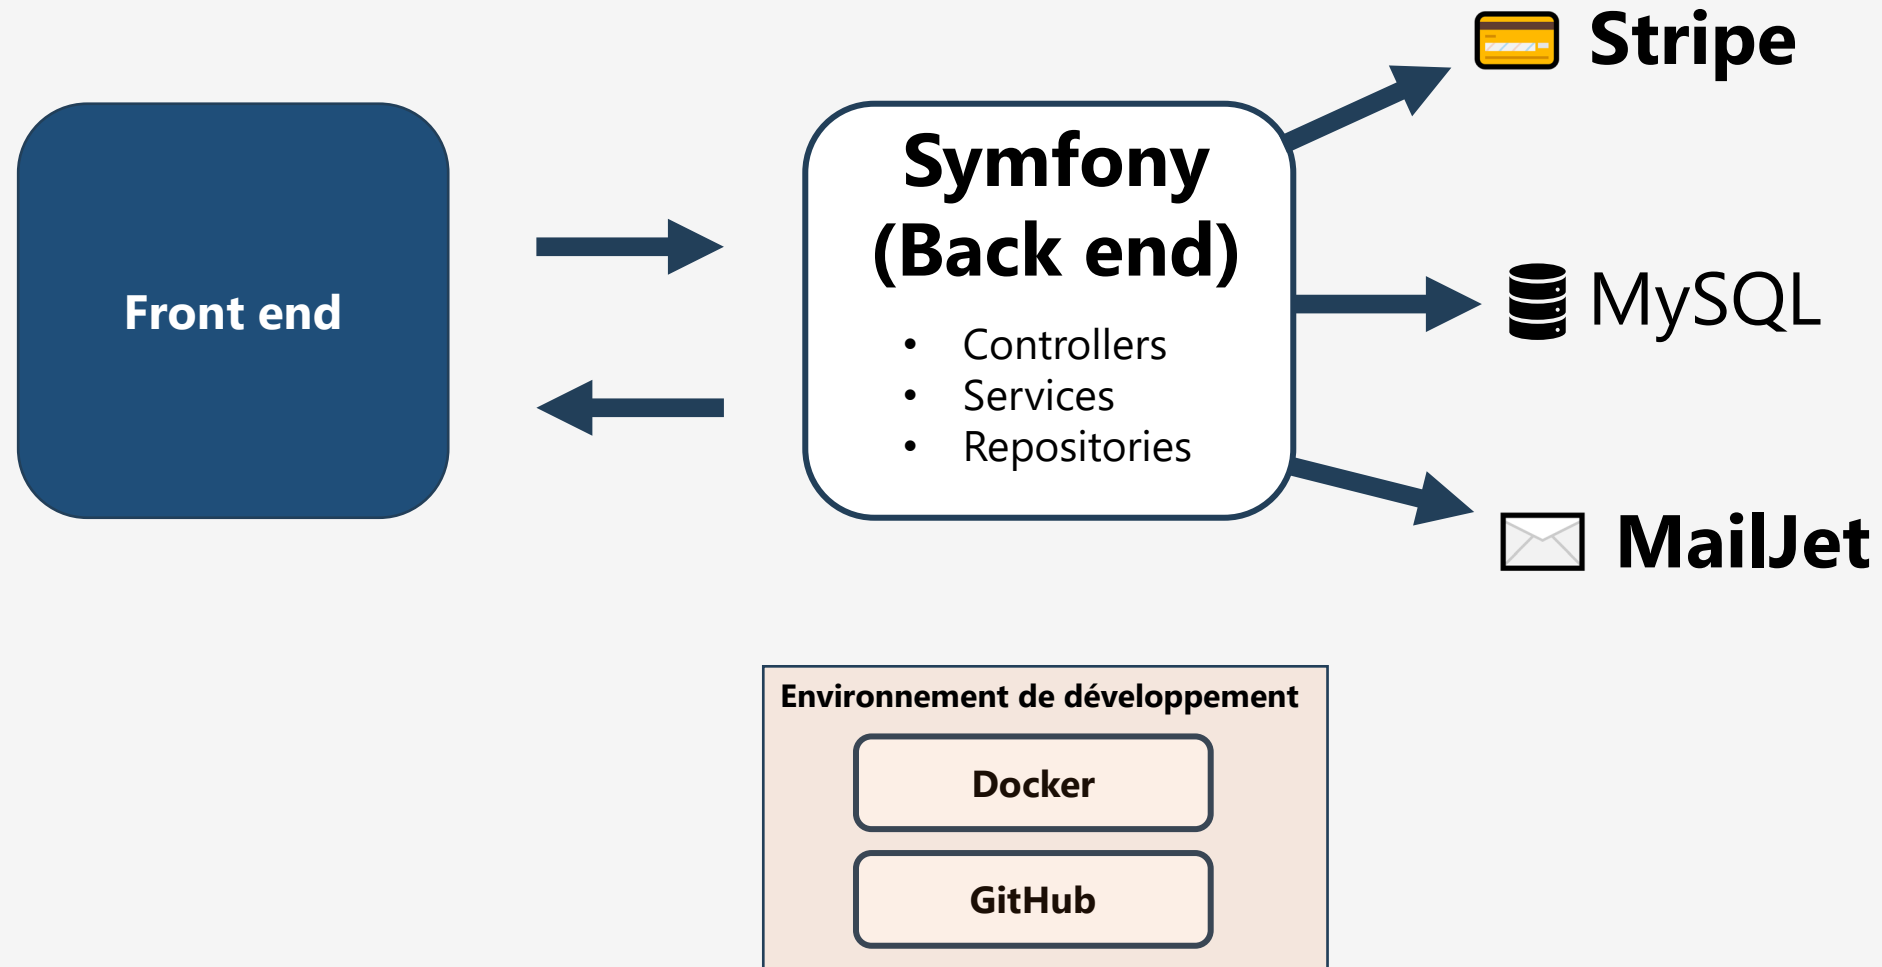 Front end
Symfony
(Back end)
• Controllers
• Services
• Repositories
Stripe
MySQL
MailJet
Environnement de développement
Docker
GitHub